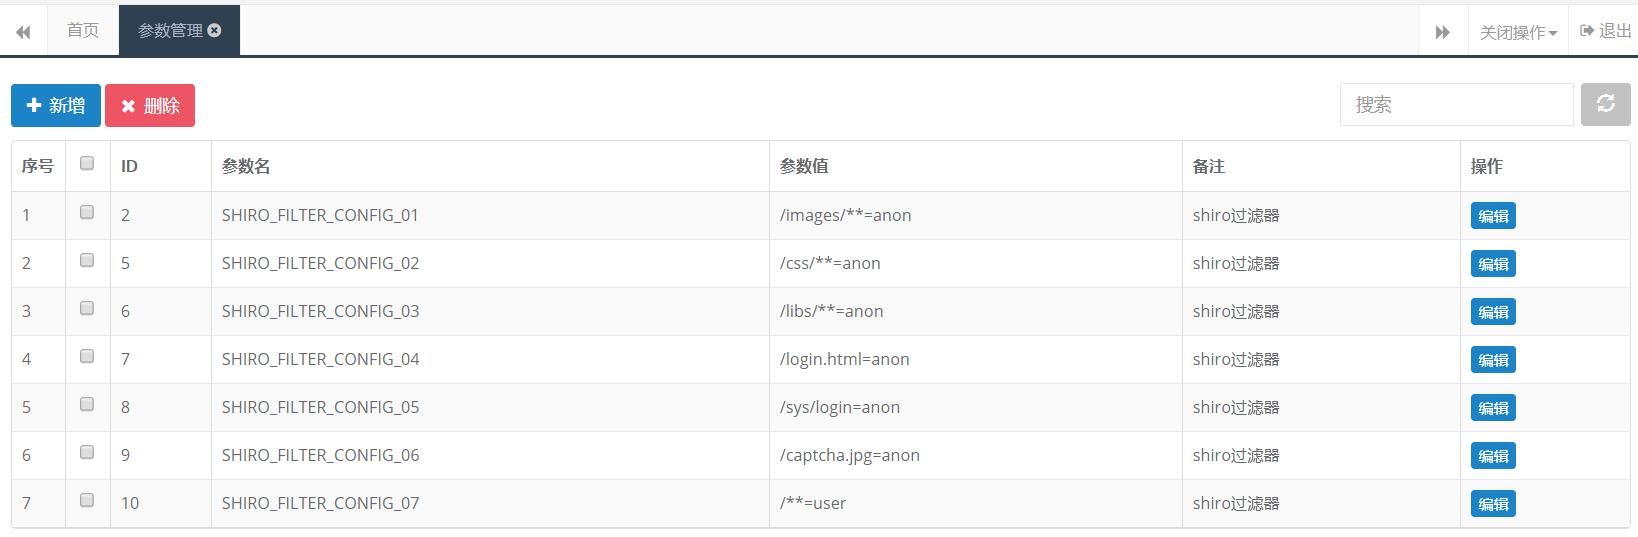 首页 参数管理 关闭操作 退出
新增 删除 搜索
序号 ID 参数名 参数值 备注 操作
1 2 SHIRO_FILTER_CONFIG_01 /images/**=anon shiro过滤器 编辑
2 5 SHIRO_FILTER_CONFIG_02 /css/**=anon shiro过滤器 编辑
3 6 SHIRO_FILTER_CONFIG_03 /libs/**=anon shiro过滤器 编辑
4 7 SHIRO_FILTER_CONFIG_04 /login.html=anon shiro过滤器 编辑
5 8 SHIRO_FILTER_CONFIG_05 /sys/login=anon shiro过滤器 编辑
6 9 SHIRO_FILTER_CONFIG_06 /captcha.jpg=anon shiro过滤器 编辑
7 10 SHIRO_FILTER_CONFIG_07 /**=user shiro过滤器 编辑